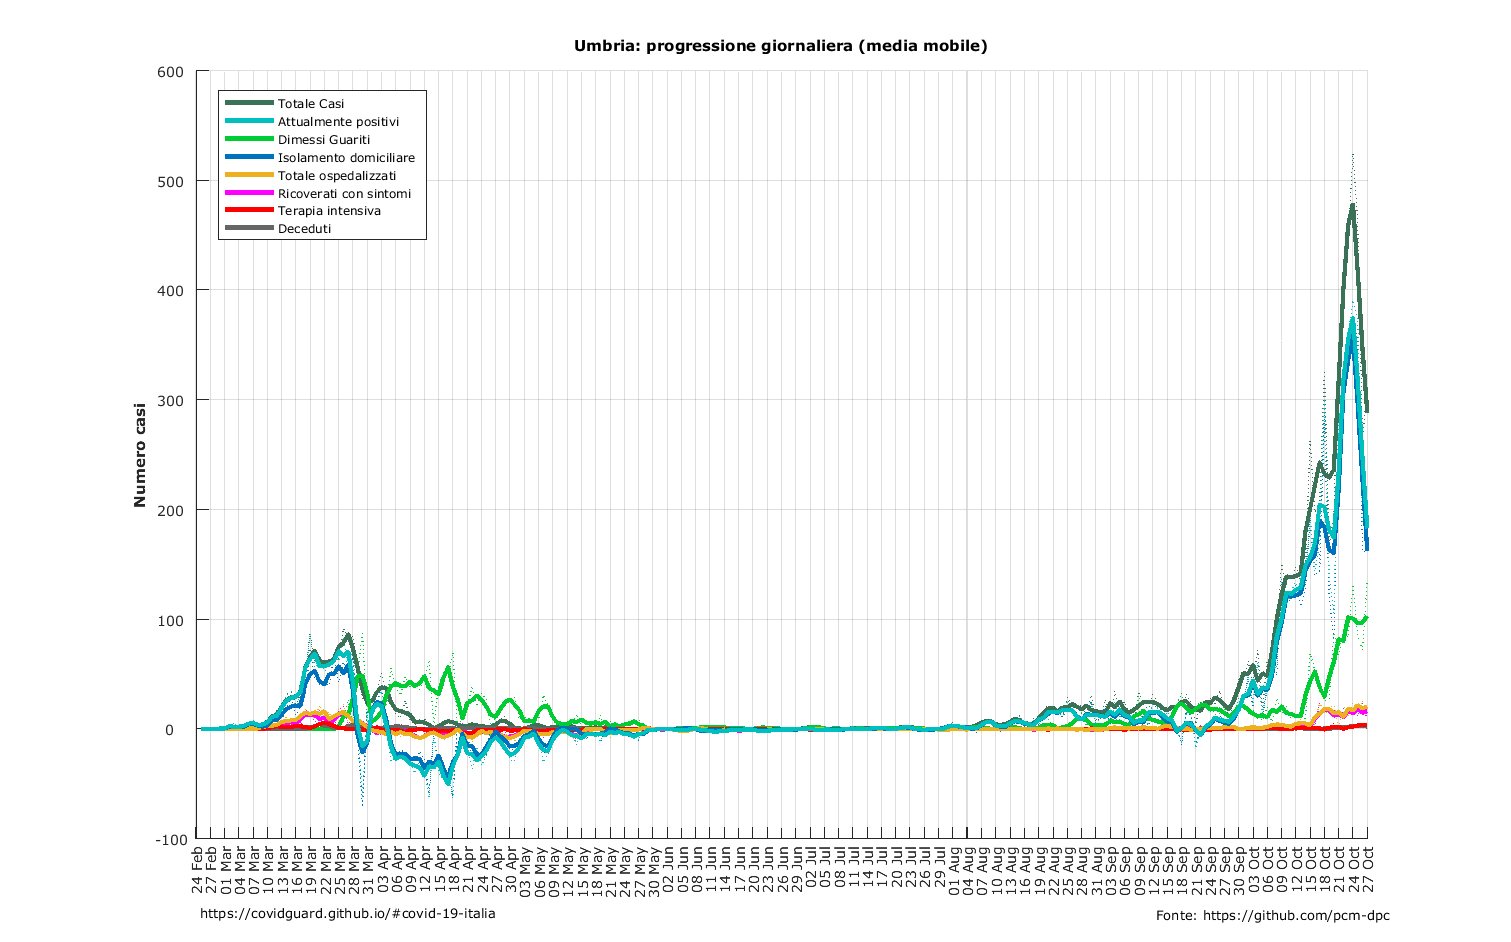 Umbria: progressione giornaliera (media mobile)
600
500
400
300
200
100
0
-100
Numero casi
Totale Casi
Attualmente positivi
Dimessi Guariti
Isolamento domiciliare
Totale ospedalizzati
Ricoverati con sintomi
Terapia intensiva
Deceduti
24 Feb
27 Feb
01 Mar
04 Mar
07 Mar
10 Mar
13 Mar
16 Mar
19 Mar
22 Mar
25 Mar
28 Mar
31 Mar
03 Apr
06 Apr
09 Apr
12 Apr
15 Apr
18 Apr
21 Apr
24 Apr
27 Apr
30 Apr
03 May
06 May
09 May
12 May
15 May
18 May
21 May
24 May
27 May
30 May
02 Jun
05 Jun
08 Jun
11 Jun
14 Jun
17 Jun
20 Jun
23 Jun
26 Jun
29 Jun
02 Jul
05 Jul
08 Jul
11 Jul
14 Jul
17 Jul
20 Jul
23 Jul
26 Jul
29 Jul
01 Aug
04 Aug
07 Aug
10 Aug
13 Aug
16 Aug
19 Aug
22 Aug
25 Aug
28 Aug
31 Aug
03 Sep
06 Sep
09 Sep
12 Sep
15 Sep
18 Sep
21 Sep
24 Sep
27 Sep
30 Sep
03 Oct
06 Oct
09 Oct
12 Oct
15 Oct
18 Oct
21 Oct
24 Oct
27 Oct
https://covidguard.github.io/#covid-19-italia
Fonte: https://github.com/pcm-dpc